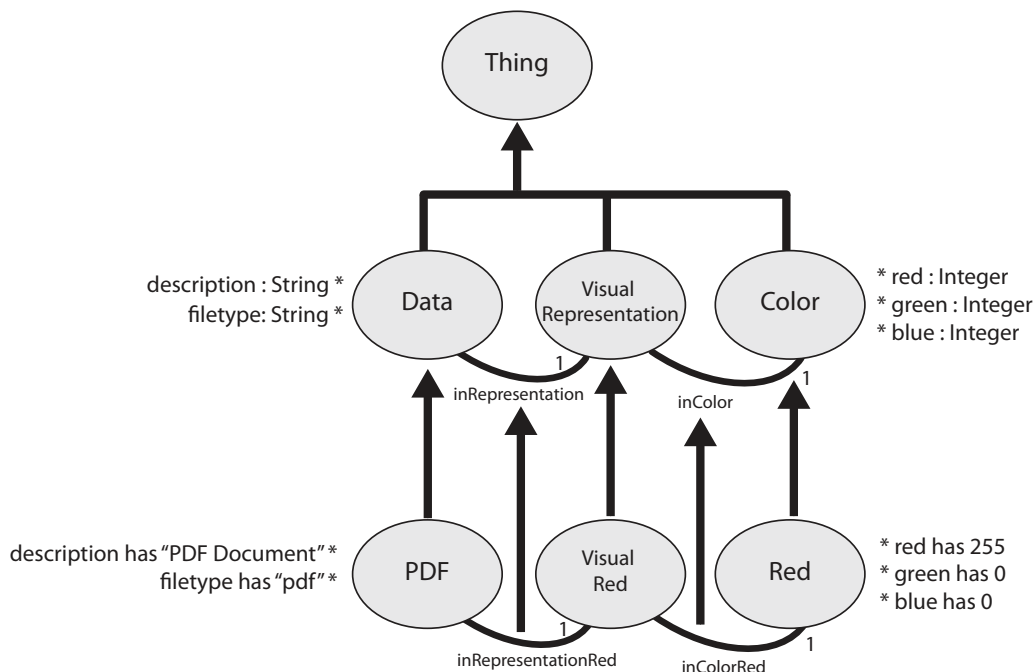 Thing
description : String *
filetype: String *
Data
Visual
Representation
Color
* red : Integer
* green : Integer
* blue : Integer
1
inRepresentation
1
inColor
description has “PDF Document” *
filetype has “pdf” *
PDF
Visual
Red
Red
* red has 255
* green has 0
* blue has 0
1
inRepresentationRed
1
inColorRed